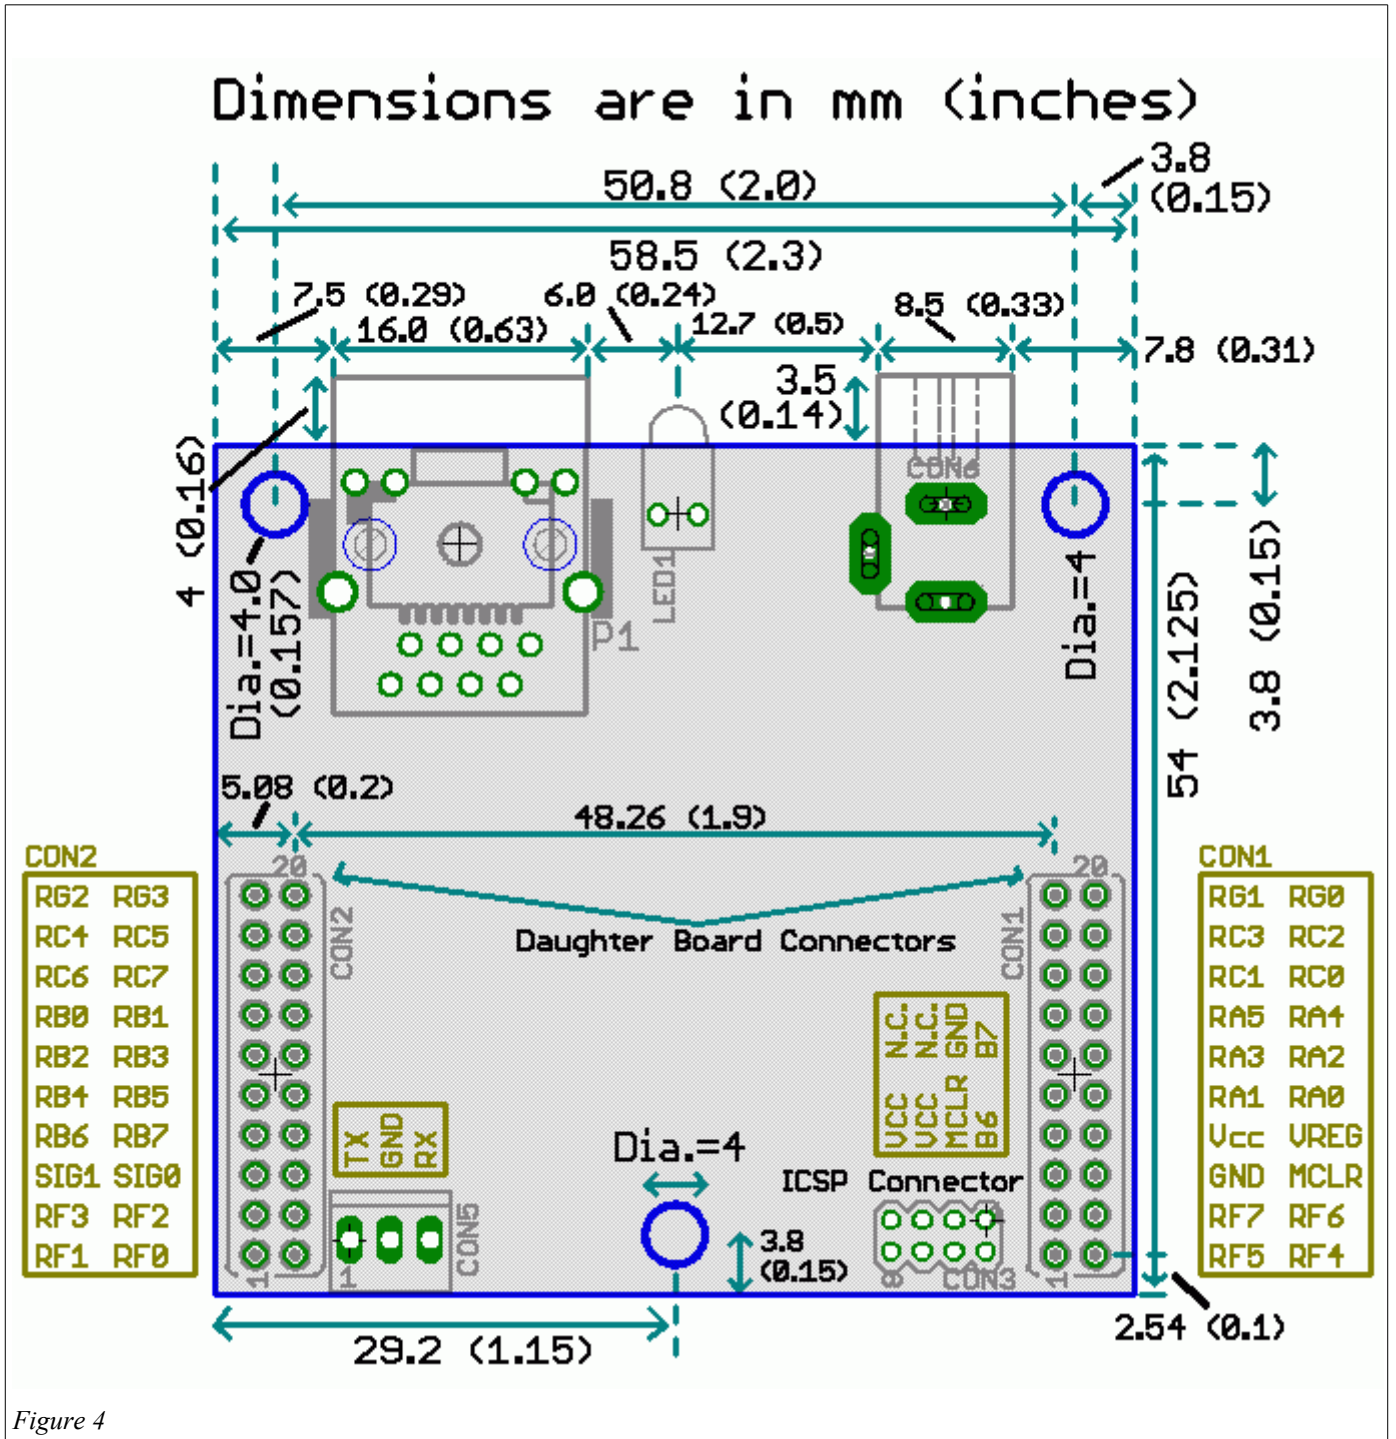 Dimensions are in mm (inches)
3.8
(0.15)
50.8 (2.0)
58.5 (2.3)
7.5 (0.29)
6.0 (0.24)
8.5 (0.33)
16.0 (0.63)
12.7 (0.5)
7.8 (0.31)
3.5
(0.14)
4 (0.16)
CON6
LED1
P1
Dia.=4.0
(0.157)
Dia.=4
54 (2.125)
3.8 (0.15)
5.08 (0.2)
48.26 (1.9)
CON2
RG2 RG3
RC4 RC5
RC6 RC7
RB0 RB1
RB2 RB3
RB4 RB5
RB6 RB7
SIG1 SIG0
RF3 RF2
RF1 RF0
20
CON2
1
Daughter Board Connectors
20
CON1
1
CON1
RG1 RG0
RC3 RC2
RC1 RC0
RA5 RA4
RA3 RA2
RA1 RA0
Vcc VREG
GND MCLR
RF7 RF6
RF5 RF4
VCC N.C.
VCC N.C.
MCLR GND
B6 B7
TX
GND
RX
1
CON5
Dia.=4
ICSP Connector
8
CON3
3.8
(0.15)
2.54 (0.1)
29.2 (1.15)
Figure 4